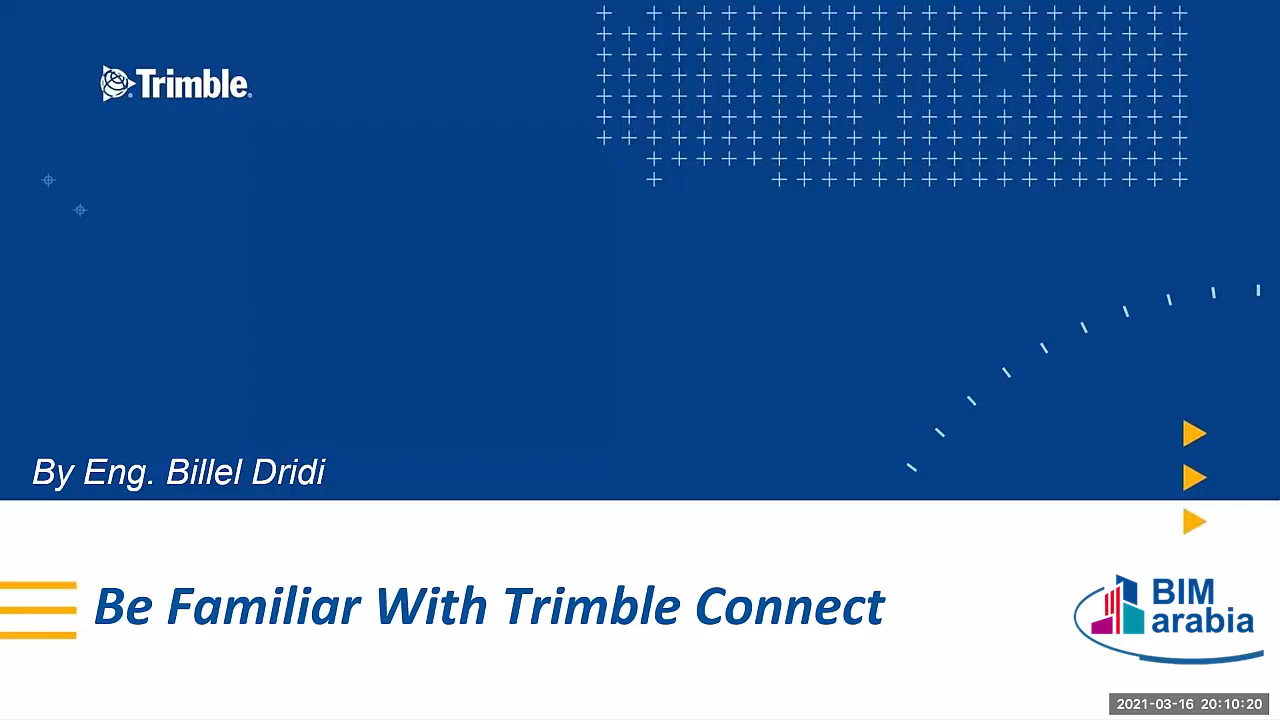 Trimble
By Eng. Billel Dridi
Be Familiar With Trimble Connect
BIM
arabia
2021-03-16 20:10:20